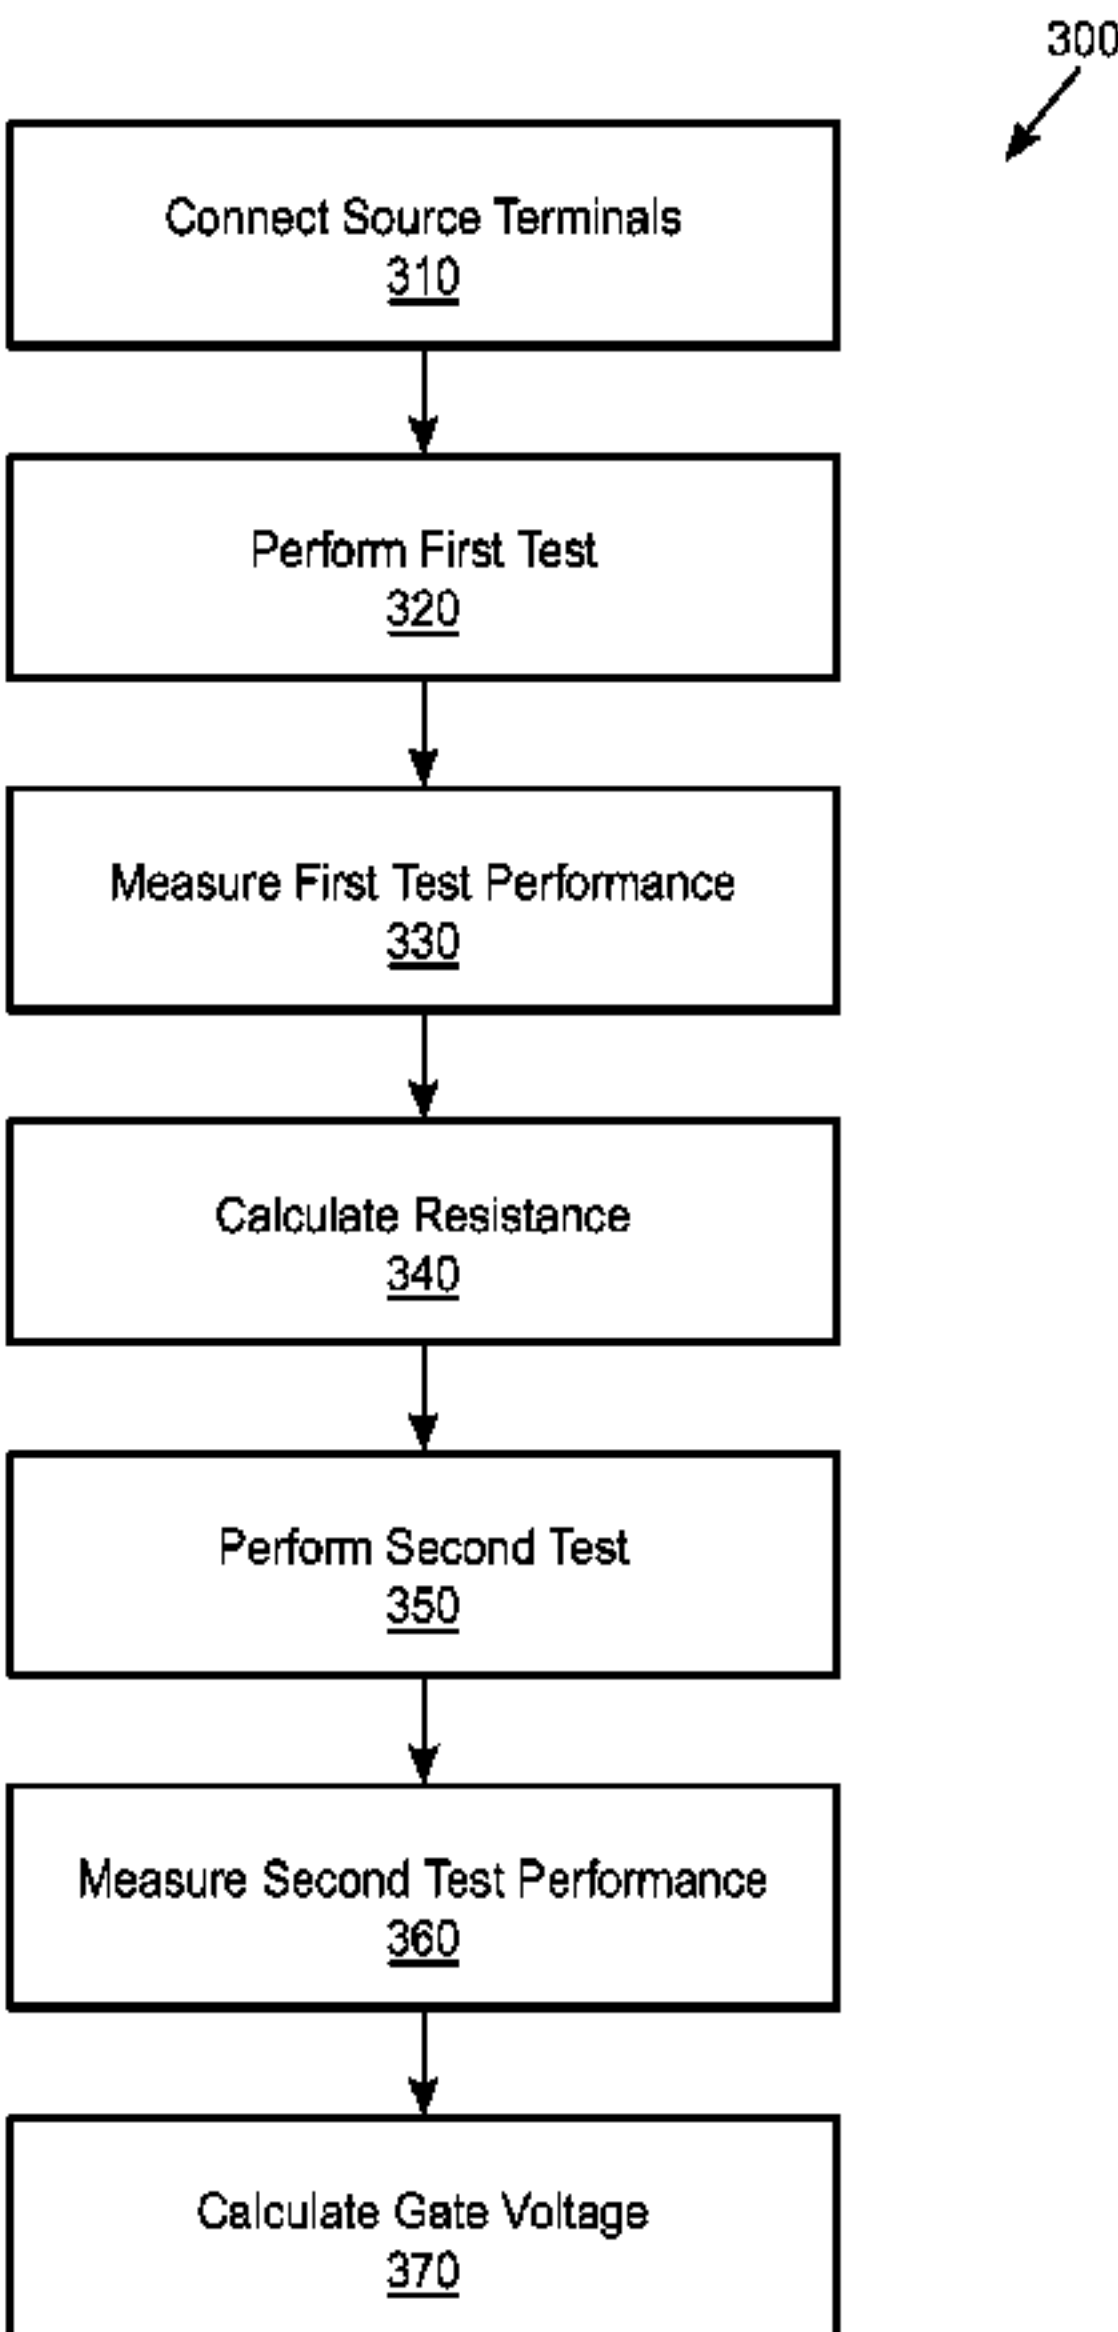 300
Connect Source Terminals
310
Perform First Test
320
Measure First Test Performance
330
Calculate Resistance
340
Perform Second Test
350
Measure Second Test Performance
360
Calculate Gate Voltage
370